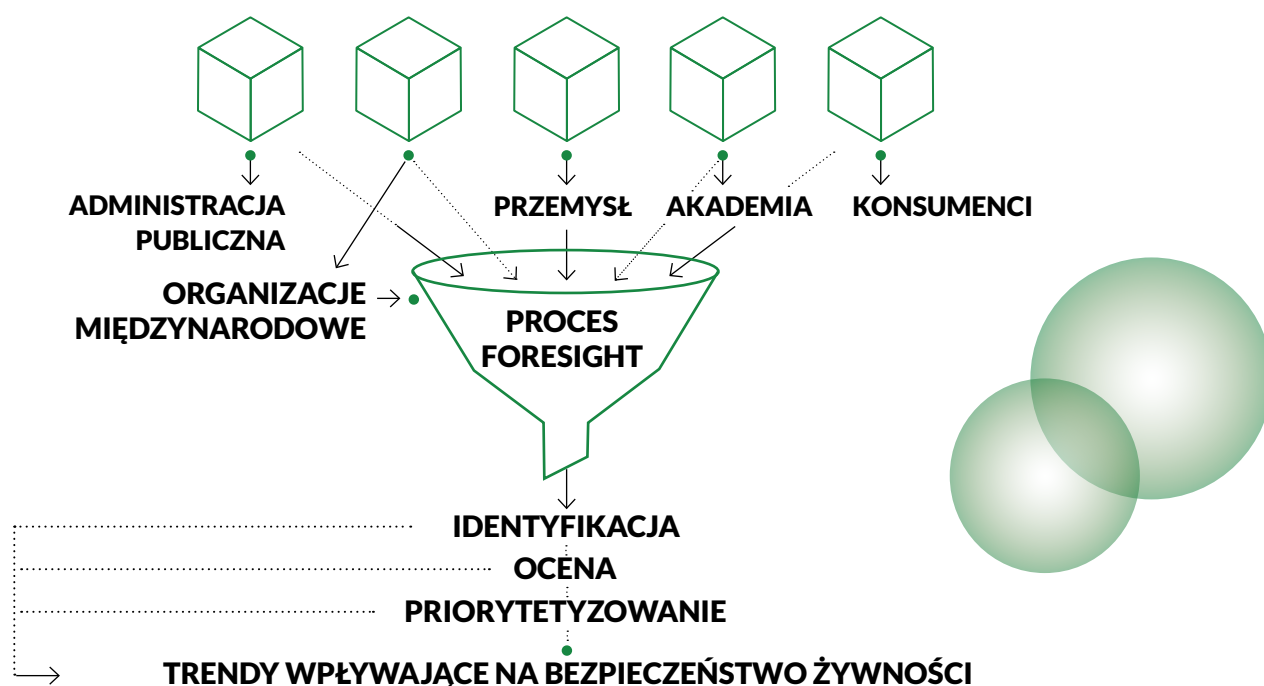 ADMINISTRACJA
PUBLICZNA
PRZEMYSŁ
AKADEMIA
KONSUMENCI
ORGANIZACJE
MIĘDZYNARODOWE
PROCES
FORESIGHT
IDENTYFIKACJA
OCENA
PRIORYTETYZOWANIE
TRENDY WPŁYWAJĄCE NA BEZPIECZEŃSTWO ŻYWNOŚCI